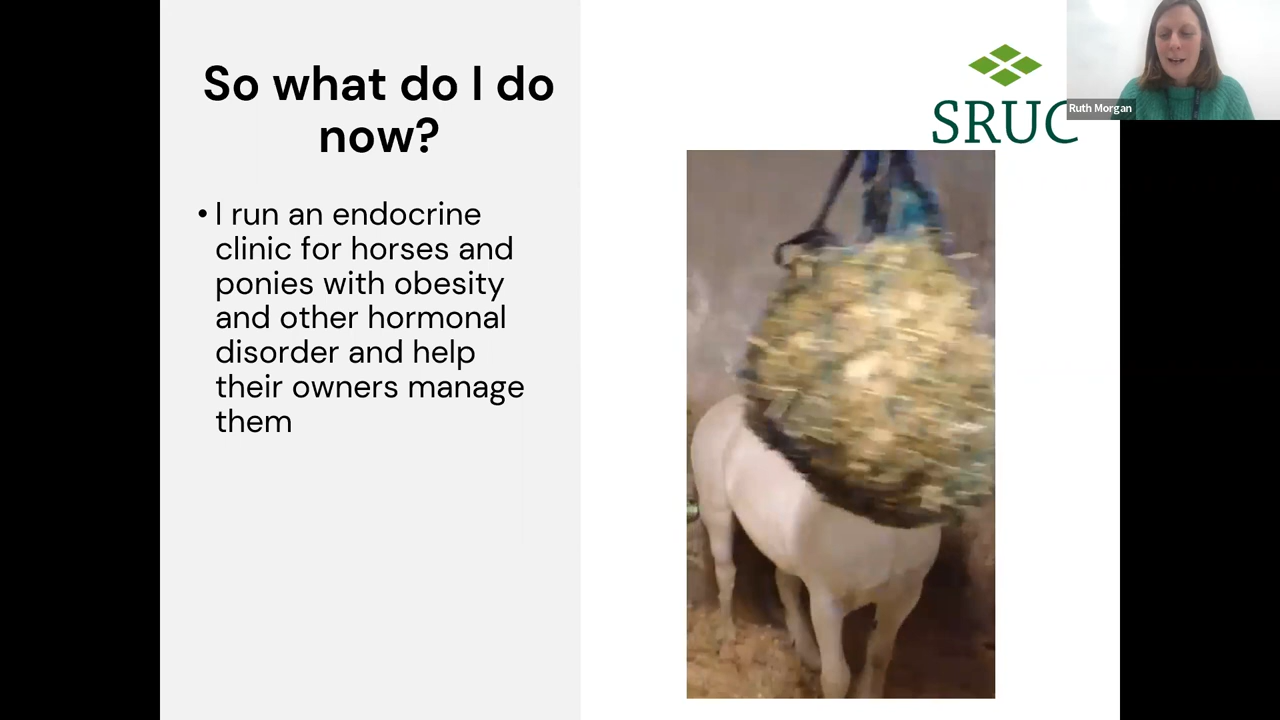 So what do I do
now?
• I run an endocrine
clinic for horses and
ponies with obesity
and other hormonal
disorder and help
their owners manage
them
SRUC
Ruth Morgan